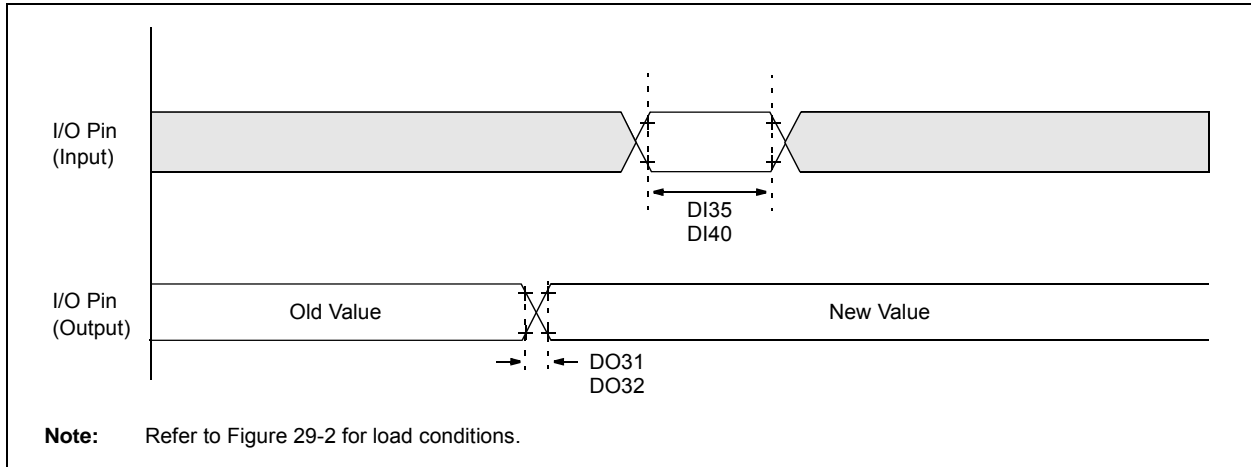 I/O Pin
(Input)
DI35
DI40
I/O Pin
(Output)
Old Value
New Value
DO31
DO32
Note: Refer to Figure 29-2 for load conditions.